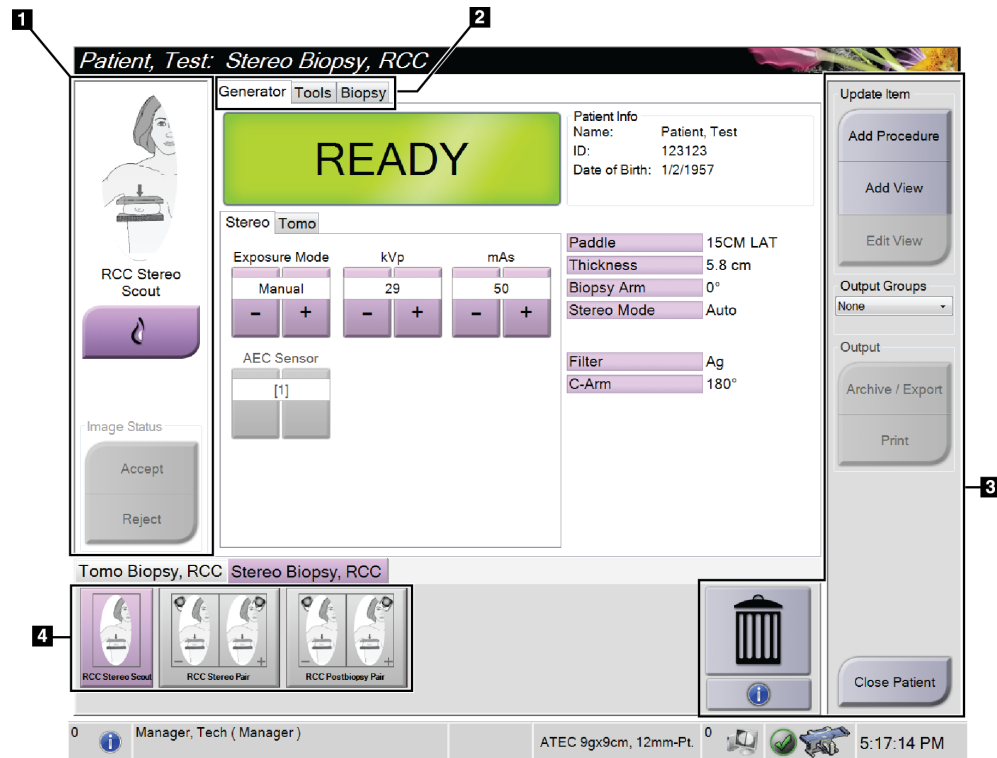 1
2
Patient, Test: Stereo Biopsy, RCC
Generator Tools Biopsy
READY
Patient Info
Name: Patient, Test
ID: 123123
Date of Birth: 1/2/1957
Update Item
Add Procedure
Add View
Edit View
Output Groups
None
Output
Archive / Export
Print
3
RCC Stereo
Scout
Image Status
Accept
Reject
Stereo Tomo
Exposure Mode kVp mAs
Manual 29 50
- + - + - +
AEC Sensor
[1]
Paddle 15CM LAT
Thickness 5.8 cm
Biopsy Arm 0°
Stereo Mode Auto
Filter Ag
C-Arm 180°
Tomo Biopsy, RCC Stereo Biopsy, RCC
4
- + - +
RCC Stereo Scout RCC Stereo Pair RCC Postbiopsy Pair
i
Close Patient
0 i Manager, Tech ( Manager ) ATEC 9gx9cm, 12mm-Pt. 0 5:17:14 PM